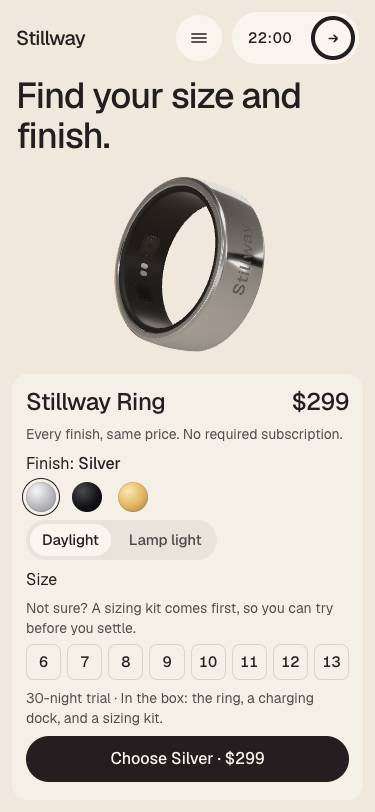 Stillway
22:00
Find your size and
finish.
Stillway
Stillway Ring
$299
Every finish, same price. No required subscription.
Finish: Silver
Daylight
Lamp light
Size
Not sure? A sizing kit comes first, so you can try
before you settle.
6 7 8 9 10 11 12 13
30-night trial · In the box: the ring, a charging
dock, and a sizing kit.
Choose Silver · $299